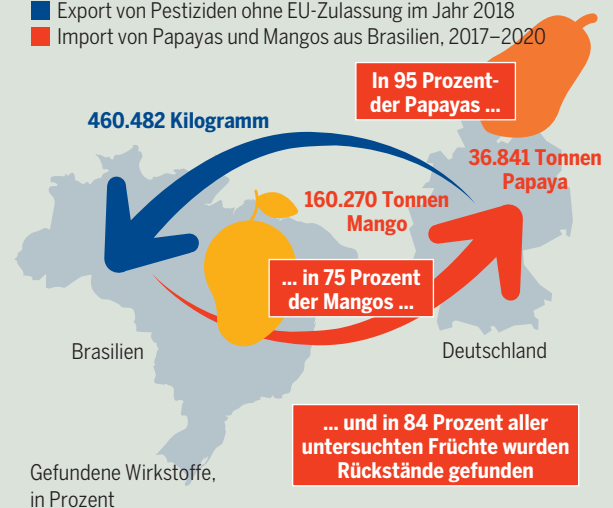 Export von Pestiziden ohne EU-Zulassung im Jahr 2018
Import von Papayas und Mangos aus Brasilien, 2017–2020
In 95 Prozent-
der Papayas ...
460.482 Kilogramm
36.841 Tonnen
Papaya
160.270 Tonnen
Mango
... in 75 Prozent
der Mangos ...
Brasilien
Deutschland
... und in 84 Prozent aller
untersuchten Früchte wurden
Rückstände gefunden
Gefundene Wirkstoffe,
in Prozent